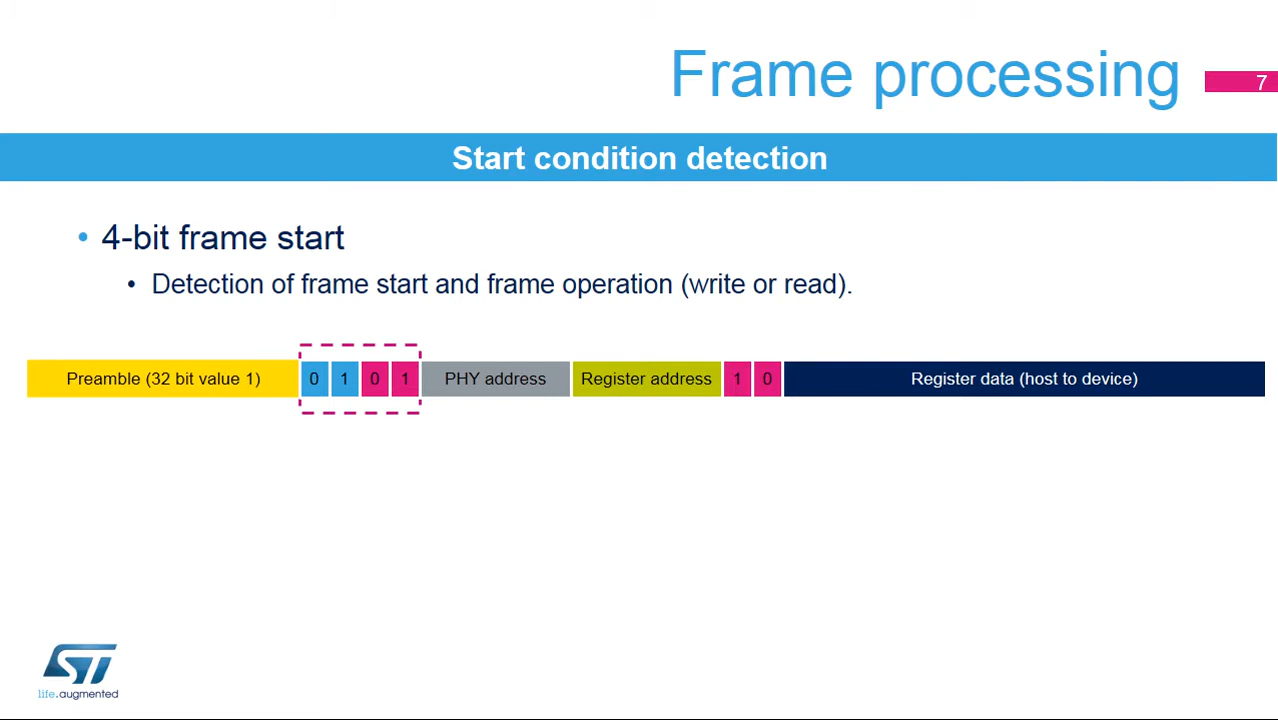 Frame processing
7
Start condition detection
• 4-bit frame start
• Detection of frame start and frame operation (write or read).
Preamble (32 bit value 1) 0 1 0 1 PHY address Register address 1 0 Register data (host to device)
ST
life.augmented